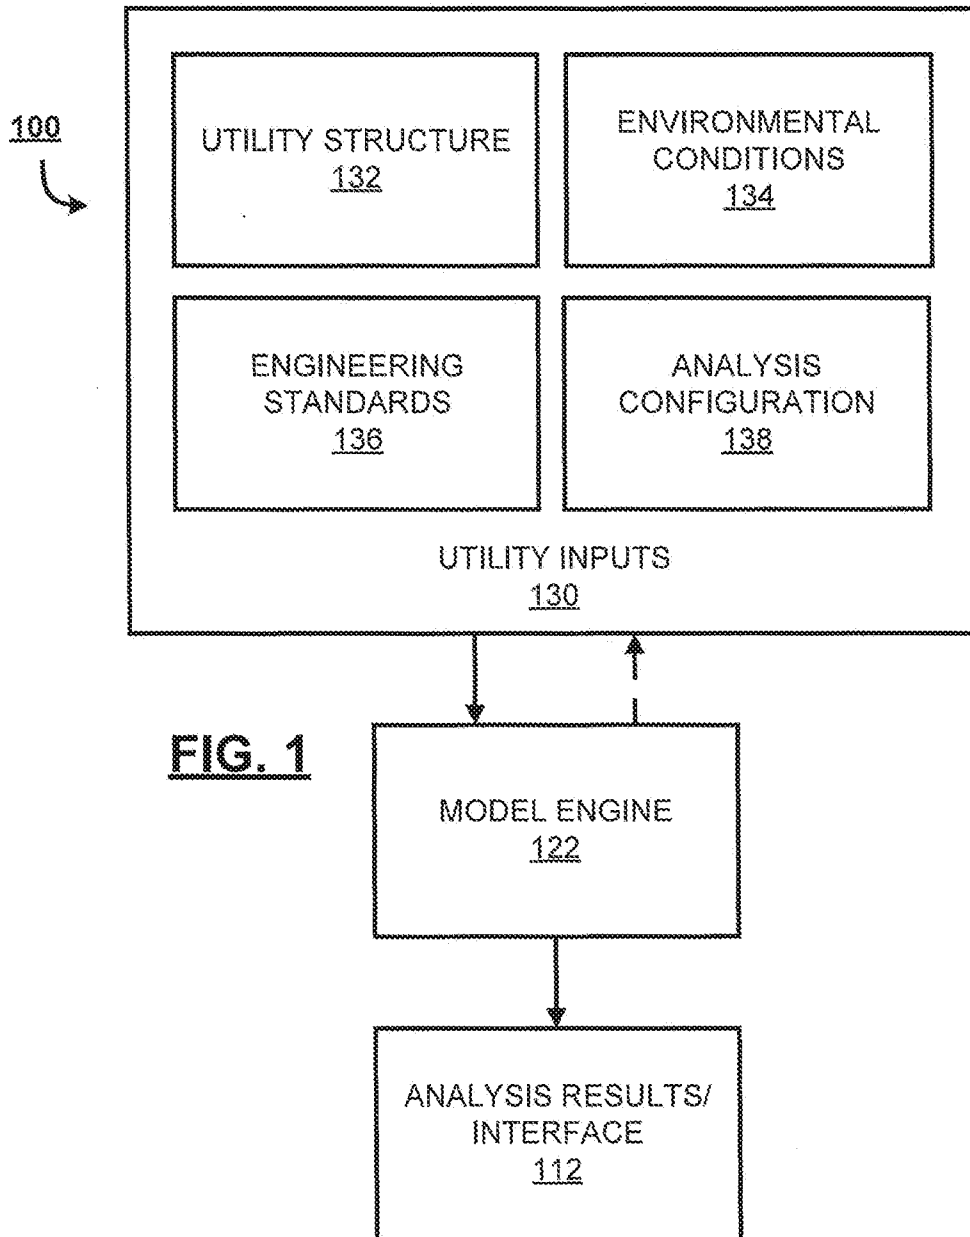 100
UTILITY STRUCTURE
132
ENVIRONMENTAL
CONDITIONS
134
ENGINEERING
STANDARDS
136
ANALYSIS
CONFIGURATION
138
UTILITY INPUTS
130
FIG. 1
MODEL ENGINE
122
ANALYSIS RESULTS/
INTERFACE
112